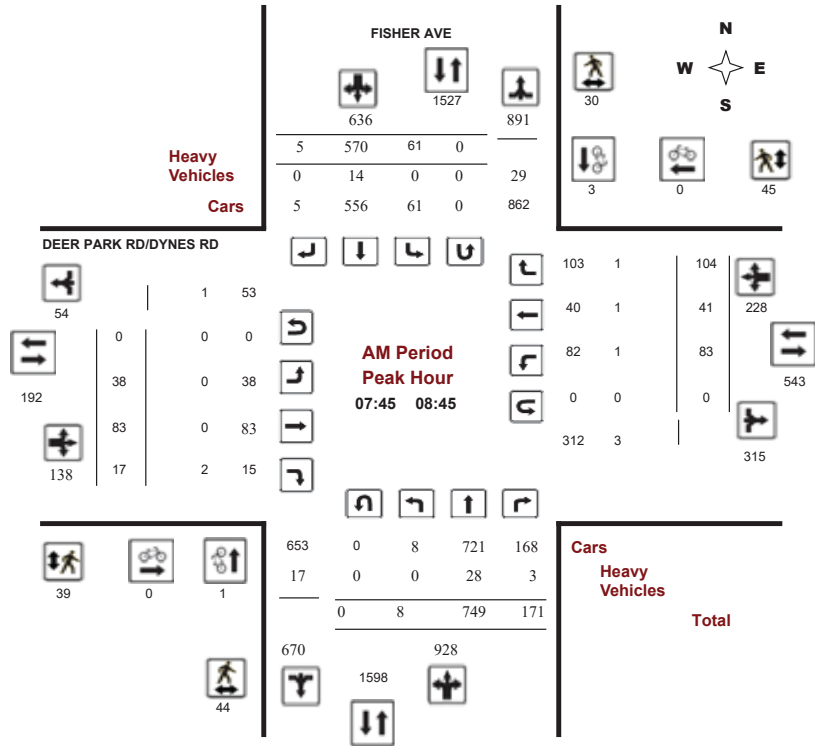 FISHER AVE
N
W E
S
1527
636
891
30
5 570 61 0
Heavy
Vehicles
0 14 0 0 29
Cars
5 556 61 0 862
3 0 45
DEER PARK RD/DYNES RD
54
1 53
103 1 104
228
192
0 0 0
40 1 41
AM Period
Peak Hour
07:45 08:45
38 0 38
82 1 83
543
83 0 83
0 0 0
138
17 2 15
312 3
315
653 0 8 721 168
Cars
17 0 0 28 3
Heavy
Vehicles
0 8 749 171
Total
39 0 1
670
928
1598
44